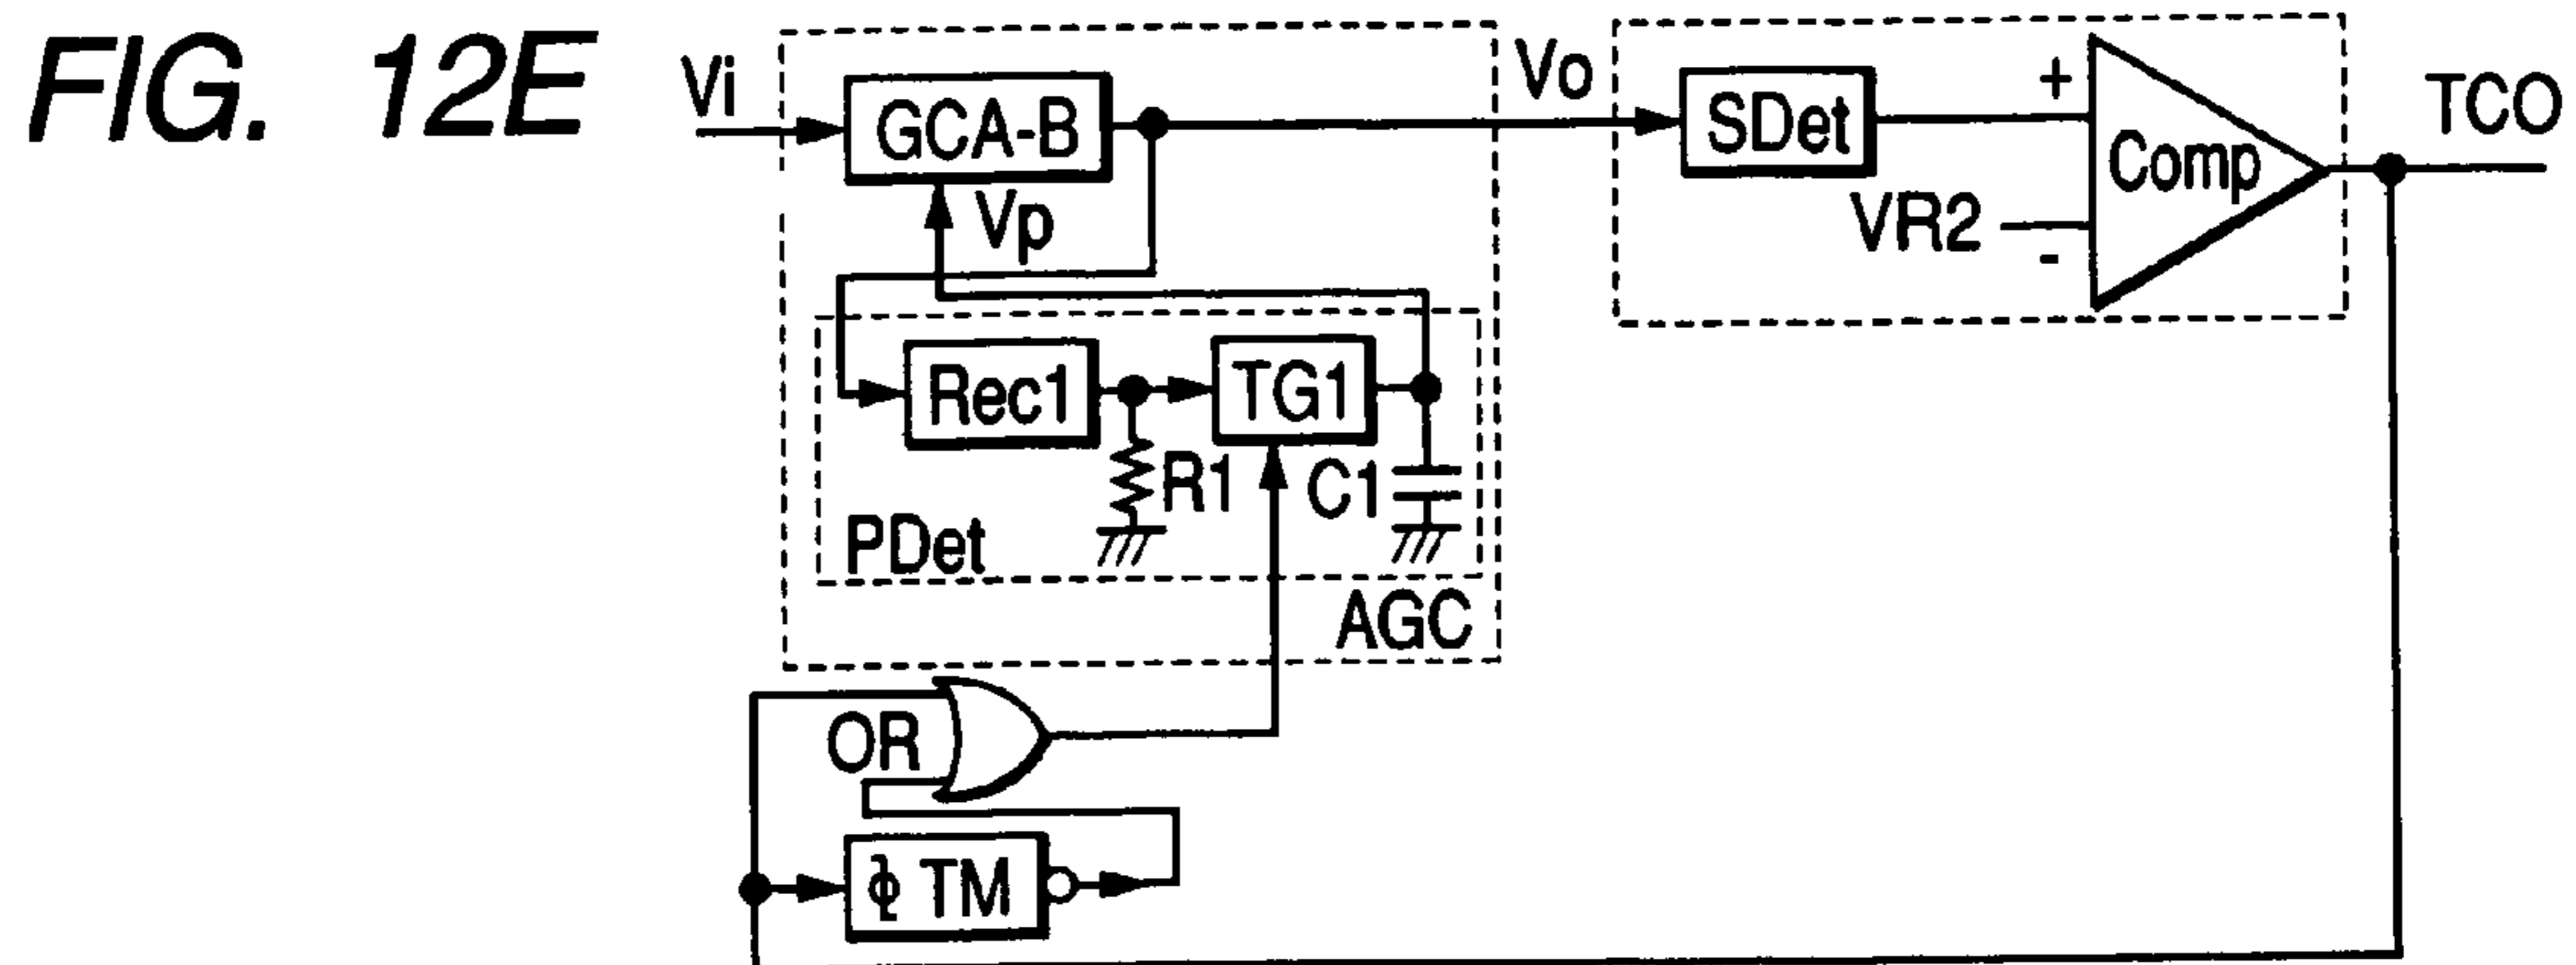 FIG. 12E
Vi
GCA-B
Vo
SDet
+
Comp
TCO
Vp
VR2
-
Rec1
TG1
R1
C1
PDet
AGC
OR
TM